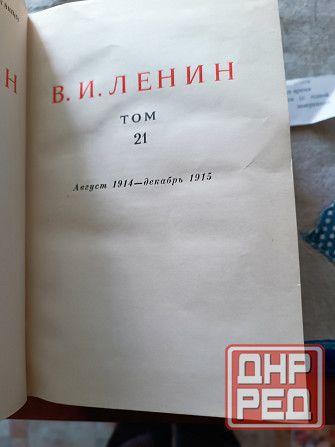 В. И. ЛЕНИН
ТОМ
21
Август 1914—декабрь 1915
ДНР
РЕД